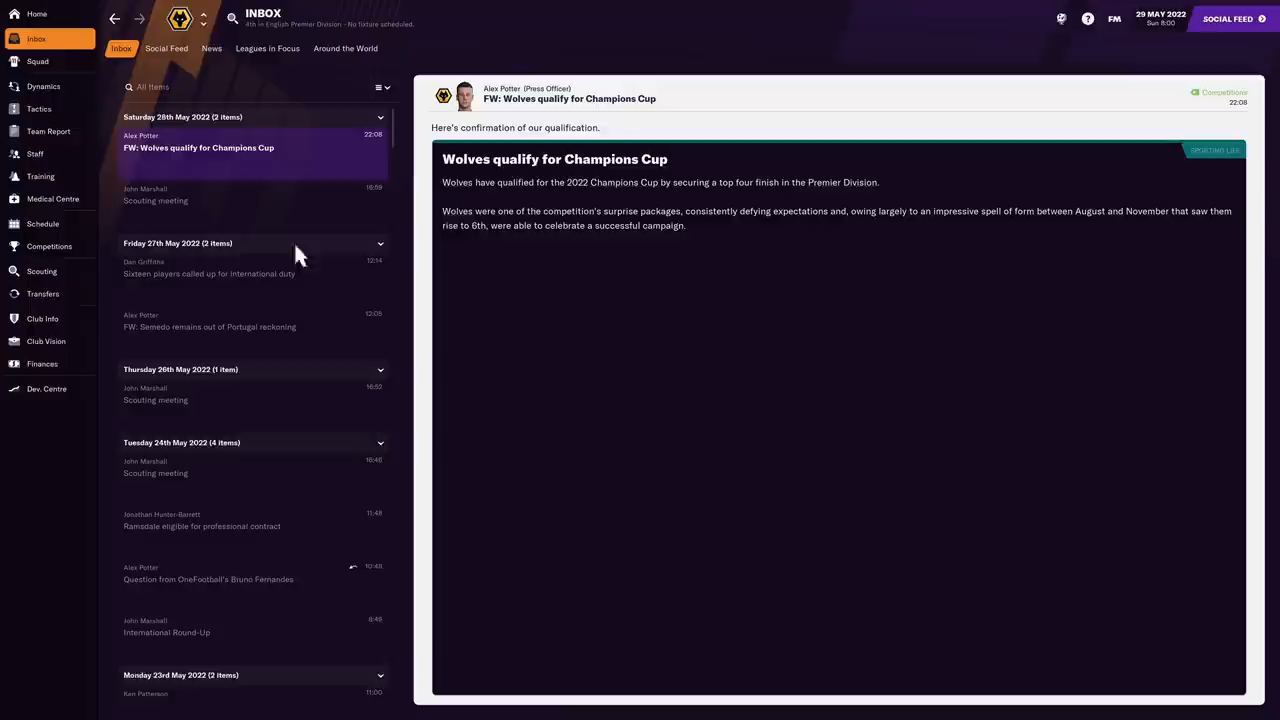 Home
Inbox
Squad
Dynamics
Tactics
Team Report
Staff
Training
Medical Centre
Schedule
Competitions
Scouting
Transfers
Club Info
Club Vision
Finances
Dev. Centre
INBOX
4th in English Premier Division - No fixture scheduled.
FM
29 MAY 2022
Sun 8:00
SOCIAL FEED
Inbox
Social Feed
News
Leagues in Focus
Around the World
All Items
Saturday 28th May 2022 (2 items)
Alex Potter
22:08
FW: Wolves qualify for Champions Cup
John Marshall
16:59
Scouting meeting
Friday 27th May 2022 (2 items)
Dan Griffiths
12:14
Sixteen players called up for international duty
Alex Potter
12:05
FW: Semedo remains out of Portugal reckoning
Thursday 26th May 2022 (1 item)
John Marshall
16:52
Scouting meeting
Tuesday 24th May 2022 (4 items)
John Marshall
16:46
Scouting meeting
Jonathan Hunter-Barrett
11:48
Ramsdale eligible for professional contract
Alex Potter
10:48
Question from OneFootball's Bruno Fernandes
John Marshall
8:49
International Round-Up
Monday 23rd May 2022 (2 items)
Ken Patterson
11:00
Alex Potter (Press Officer)
FW: Wolves qualify for Champions Cup
Competitions
22:08
Here's confirmation of our qualification.
Wolves qualify for Champions Cup
SPORTING LIFE
Wolves have qualified for the 2022 Champions Cup by securing a top four finish in the Premier Division.
Wolves were one of the competition's surprise packages, consistently defying expectations and, owing largely to an impressive spell of form between August and November that saw them
rise to 6th, were able to celebrate a successful campaign.